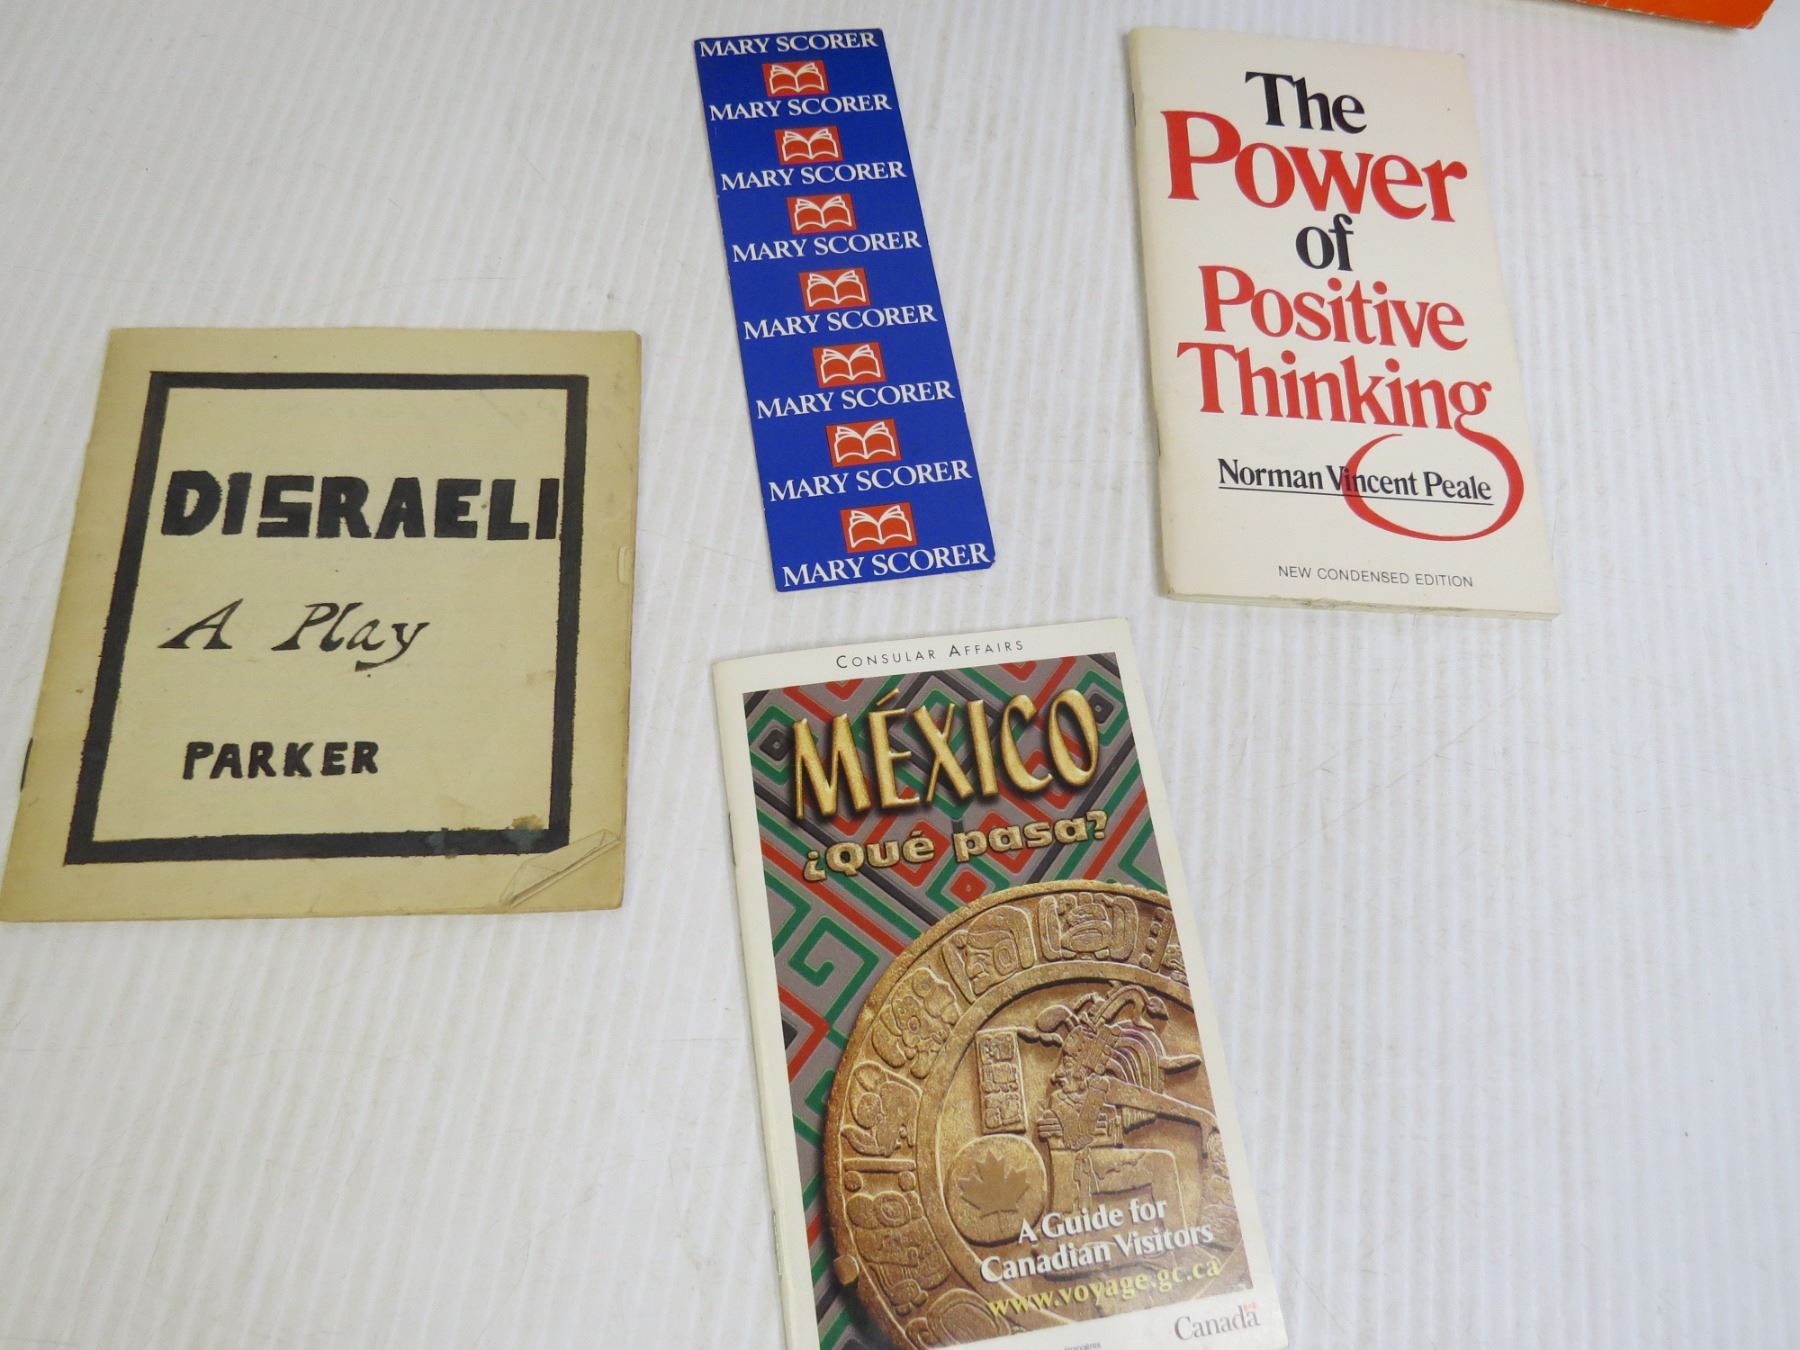 MARY SCORER
MARY SCORER
MARY SCORER
MARY SCORER
MARY SCORER
MARY SCORER
MARY SCORER
MARY SCORER
The
Power
of
Positive
Thinking
Norman Vincent Peale
NEW CONDENSED EDITION
DISRAELI
A Play
PARKER
CONSULAR AFFAIRS
MÉXICO
¿Qué pasa?
A Guide for
Canadian Visitors
www.voyage.gc.ca
Canada